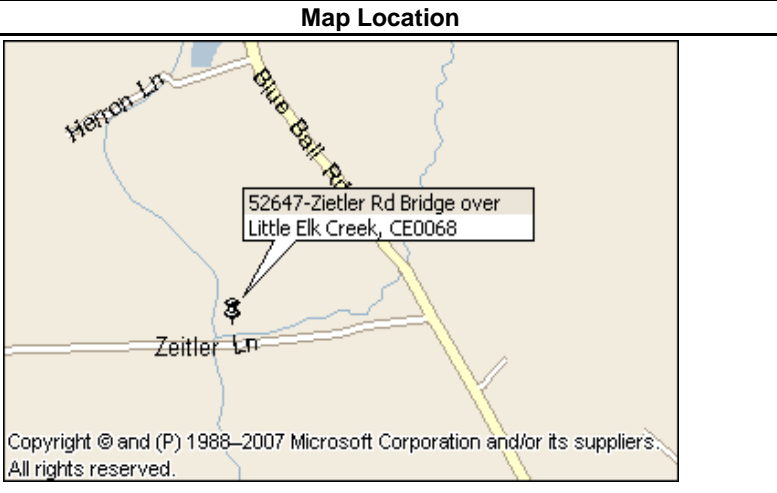 Map Location
Herron Ln
Blue Ball Rd
52647-Zietler Rd Bridge over
Little Elk Creek, CE0068
Zeitler Ln
Copyright © and (P) 1988–2007 Microsoft Corporation and/or its suppliers.
All rights reserved.